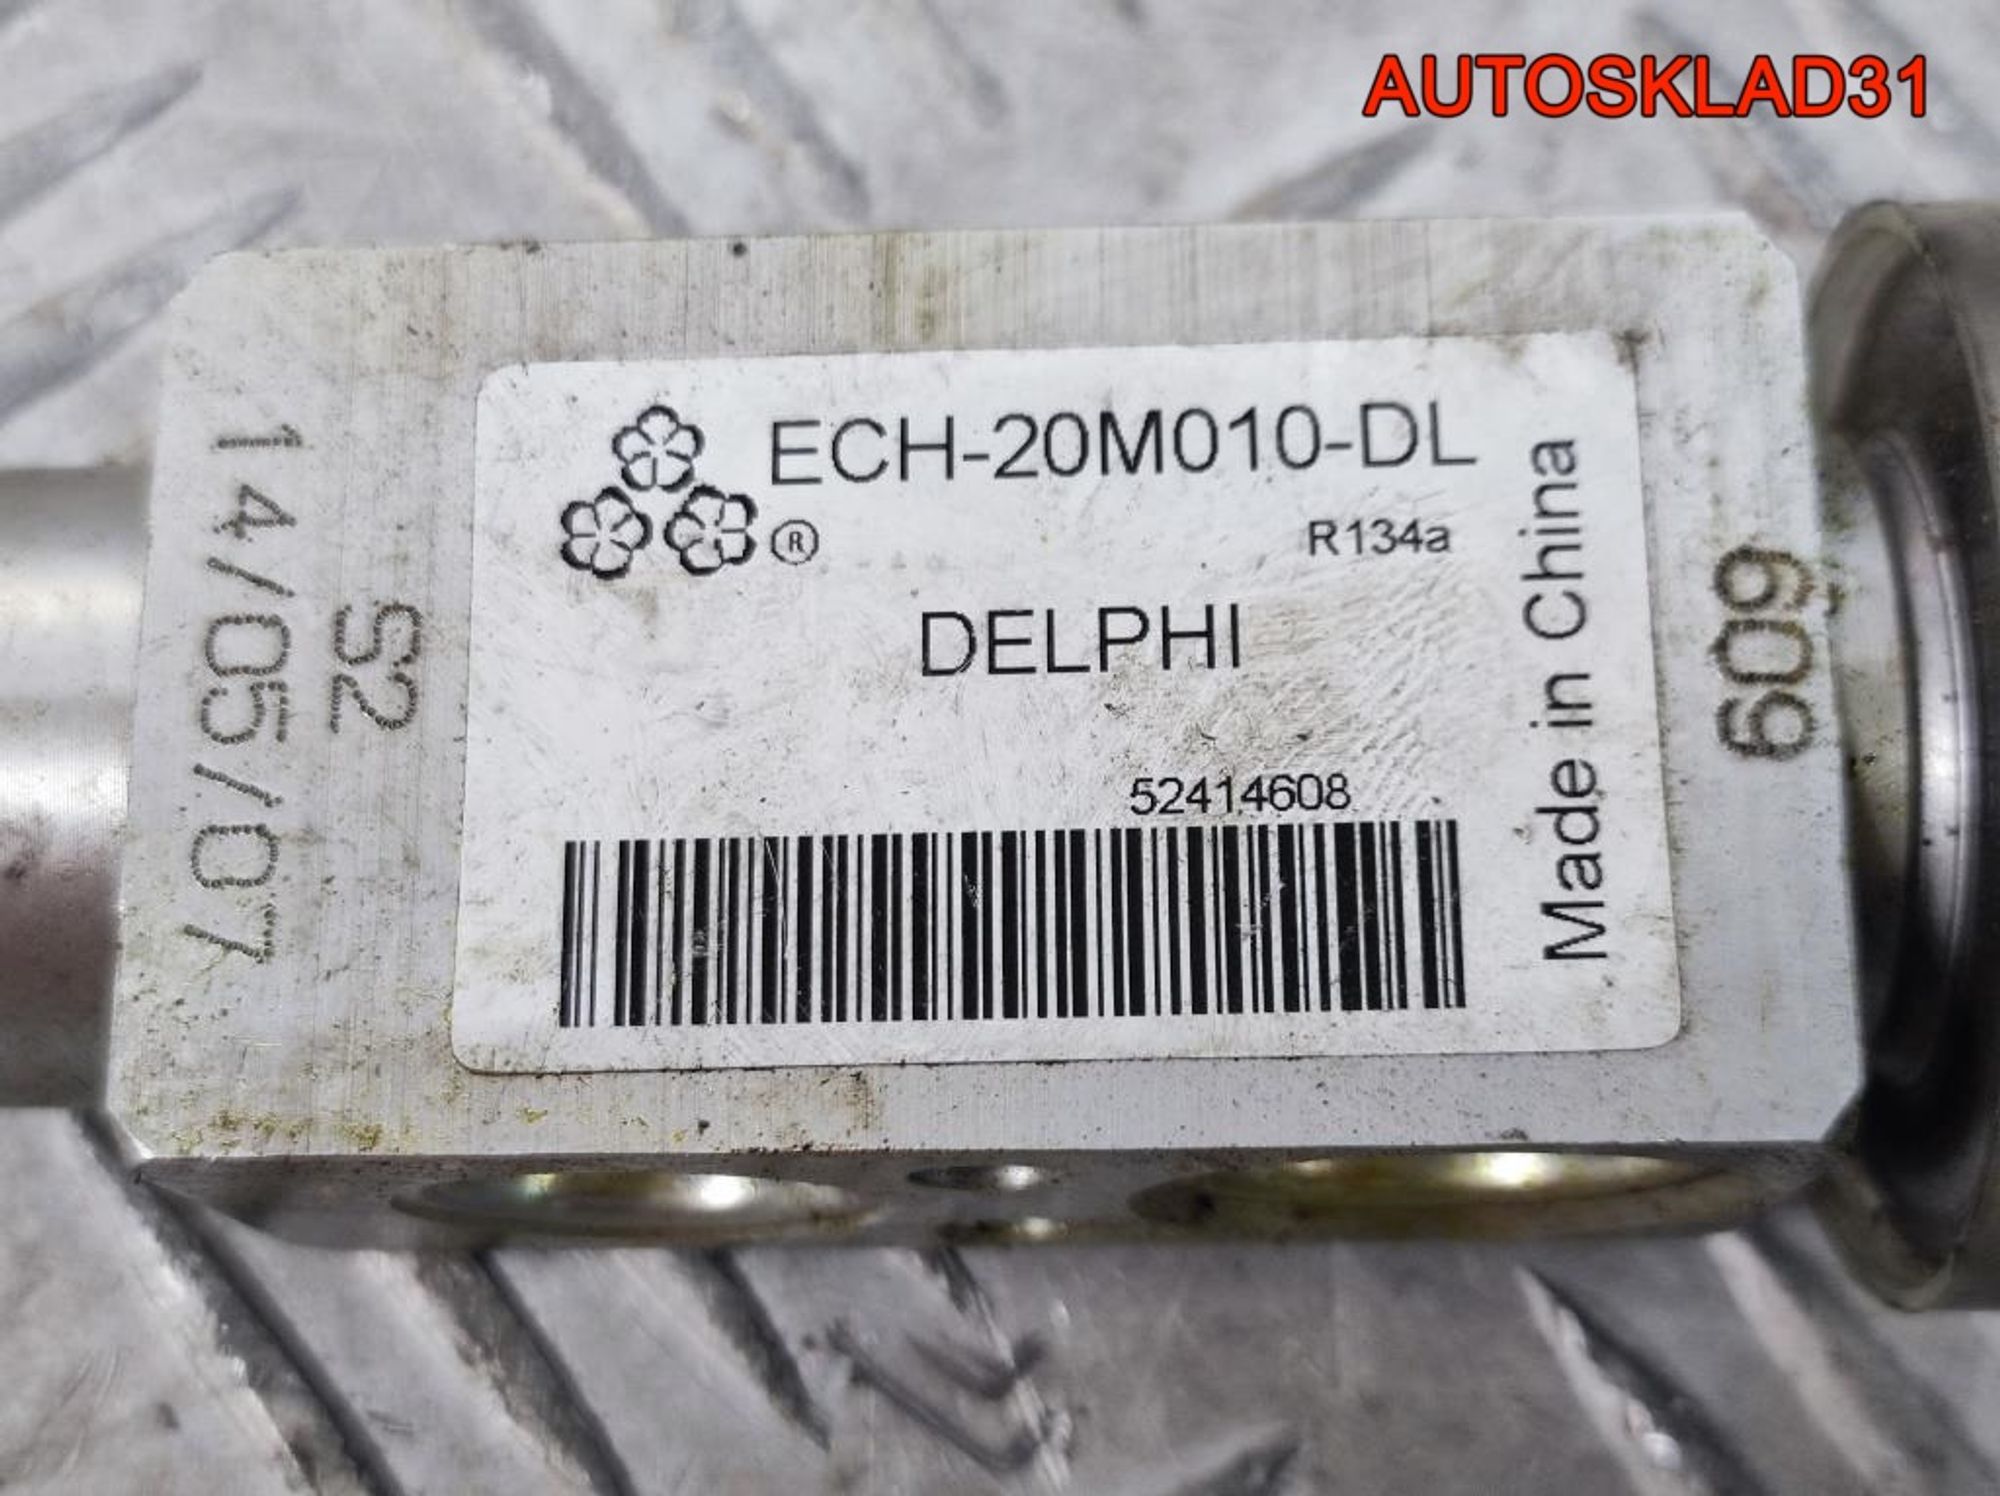 AUTOSKLAD31
ECH-20M010-DL
®
R134a
DELPHI
52414608
Made in China
14/05/07
S2
609